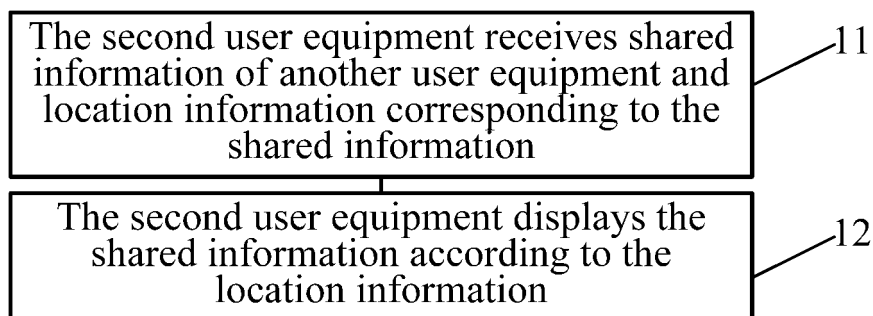 The second user equipment receives shared
information of another user equipment and
location information corresponding to the
shared information
11
The second user equipment displays the
shared information according to the
location information
12